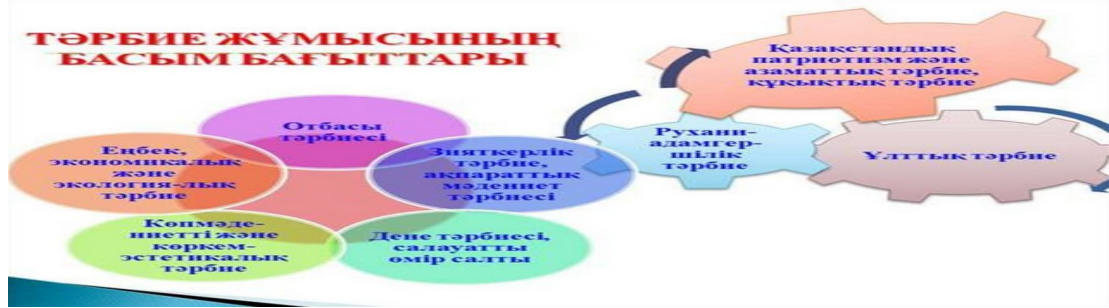 ТӘРБИЕ ЖҰМЫСЫНЫҢ
БАСЫМ БАҒЫТТАРЫ
Отбасы
тәрбиесі
Еңбек,
экономикалық
және
экология-лық
тәрбие
Зияткерлік
тәрбие,
ақпараттық
мәдениет
тәрбиесі
Көпмәде-
ниетті және
көркем-
эстетикалық
тәрбие
Дене тәрбиесі,
салауатты
өмір салты
Қазақстандық
патриотизм және
азаматтық тәрбие,
құқықтық тәрбие
Рухани-
адамгер-
шілік
тәрбие
Ұлттық тәрбие